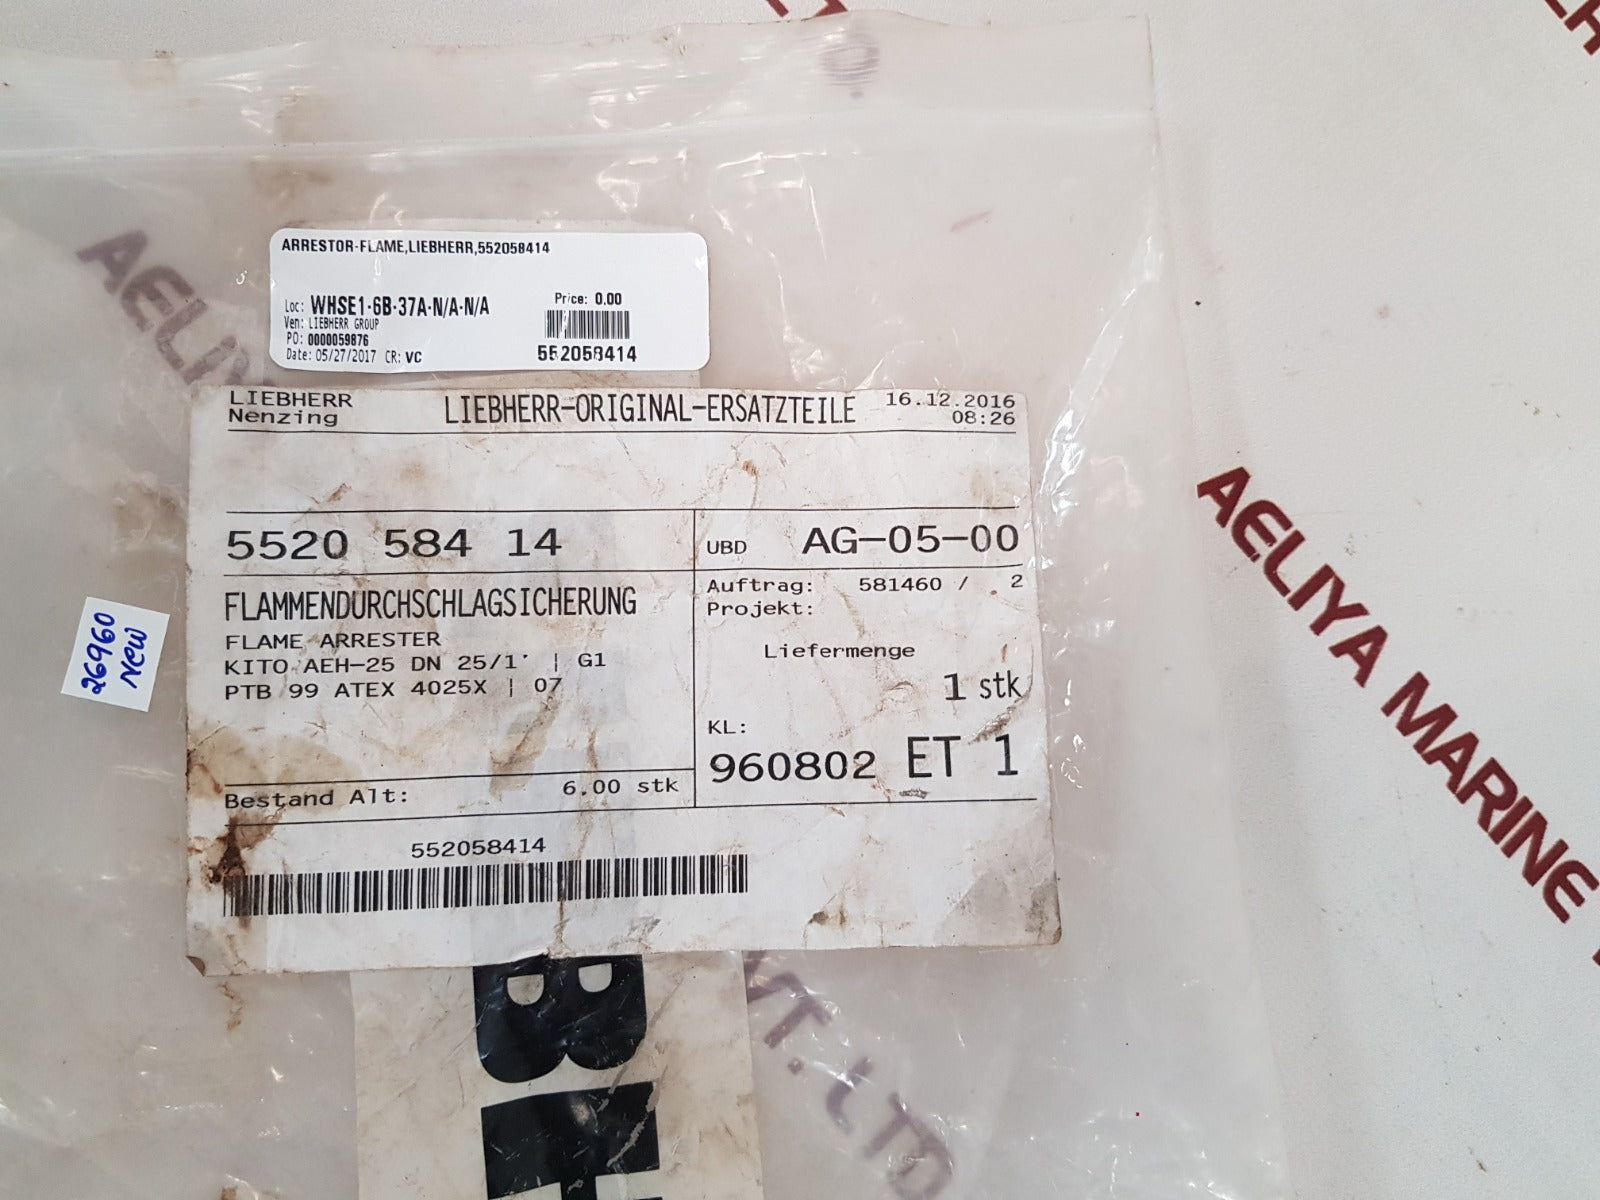 ARRESTOR-FLAME,LIEBHERR,552058414
Loc: WHSE1-6B-37A-N/A-N/A
Ven: LIEBHERR GROUP
PO: 0000059876
Date: 05/27/2017 CR: VC
Price: 0.00
552058414
LIEBHERR
Nenzing
LIEBHERR-ORIGINAL-ERSATZTEILE
16.12.2016
08:26
5520 584 14
UBD AG-05-00
FLAMMENDURCHSCHLAGSICHERUNG
FLAME ARRESTER
KITO AEH-25 DN 25/1' | G1
PTB 99 ATEX 4025X | 07
Auftrag: 581460 / 2
Projekt:
Liefermenge
1 stk
KL:
960802 ET 1
Bestand Alt: 6.00 stk
552058414
26960
New
AELIYA MARINE
AELIYA
VT. LTD
BH